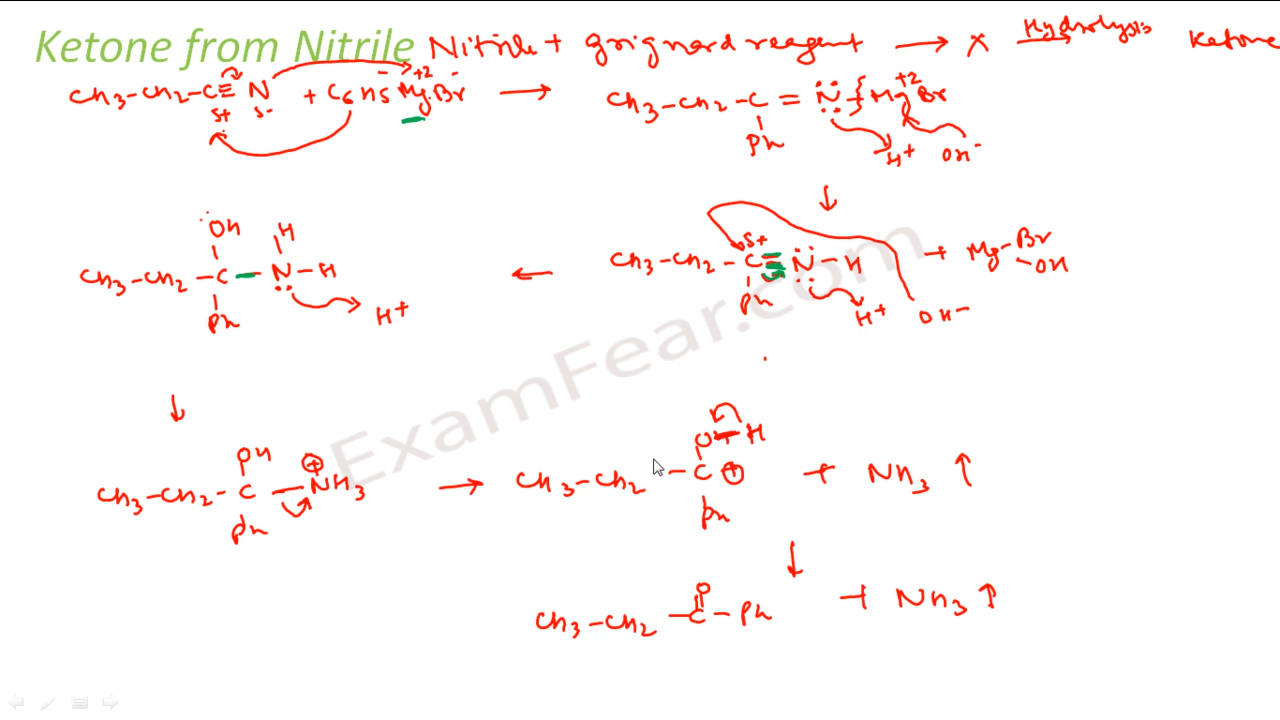 Ketone from Nitrile Nitrile + grignard reagent ⟶ X Hydrolysis ⟶ Ketone
CH3-CH2-C≡N + C6H5MgBr ⟶ CH3-CH2-C=N-MgBr
δ+ δ- - +2 - +2
Ph H+ OH-
OH H δ+
CH3-CH2-C-N-H ⟵ CH3-CH2-C=N-H + Mg-Br
-OH
Ph H+ Ph H+ OH-
ExamFear.com
Ph ⊕ O-H
CH3-CH2-C-NH3 ⟶ CH3-CH2-C⊕ + NH3 ↑
Ph Ph
O
CH3-CH2-C-Ph + NH3 ↑